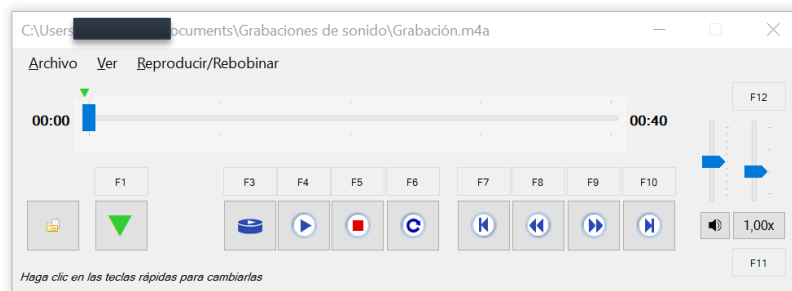 C:\Users ocuments\Grabaciones de sonido\Grabación.m4a
Archivo Ver Reproducir/Rebobinar
F12
00:00 00:40
F1 F3 F4 F5 F6 F7 F8 F9 F10
1,00x
F11
Haga clic en las teclas rápidas para cambiarlas